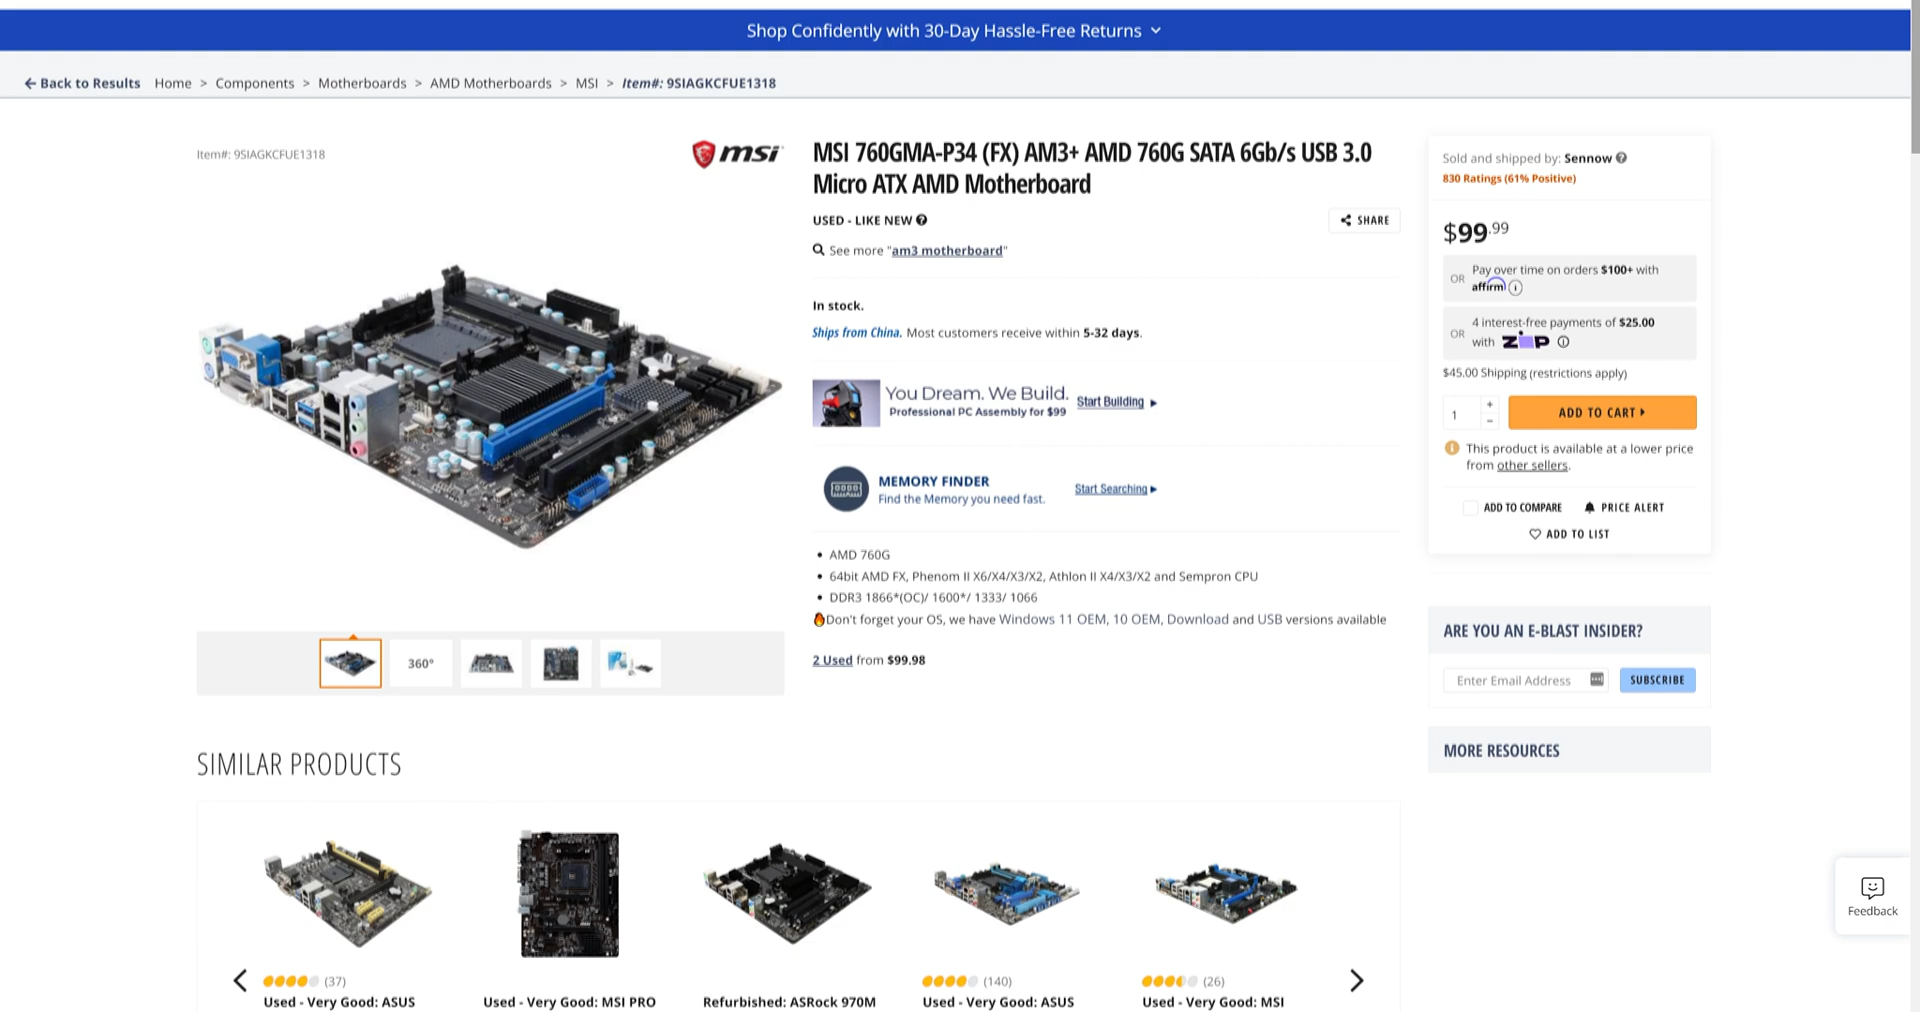 Shop Confidently with 30-Day Hassle-Free Returns
Back to Results Home > Components > Motherboards > AMD Motherboards > MSI > Item#: 9SIAGKCFUE1318
Item#: 9SIAGKCFUE1318
msi
MSI 760GMA-P34 (FX) AM3+ AMD 760G SATA 6Gb/s USB 3.0
Micro ATX AMD Motherboard
USED - LIKE NEW
SHARE
See more "am3 motherboard"
In stock.
Ships from China. Most customers receive within 5-32 days.
You Dream. We Build.
Professional PC Assembly for $99
Start Building
MEMORY FINDER
Find the Memory you need fast.
Start Searching
• AMD 760G
• 64bit AMD FX, Phenom II X6/X4/X3/X2, Athlon II X4/X3/X2 and Sempron CPU
• DDR3 1866*(OC)/ 1600*/ 1333/ 1066
🔥Don't forget your OS, we have Windows 11 OEM, 10 OEM, Download and USB versions available
2 Used from $99.98
360°
Sold and shipped by: Sennow
830 Ratings (61% Positive)
$99.99
OR
Pay over time on orders $100+ with
affirm
OR
4 interest-free payments of $25.00
with ZIP
$45.00 Shipping (restrictions apply)
1
+
−
ADD TO CART
This product is available at a lower price
from other sellers.
ADD TO COMPARE
PRICE ALERT
ADD TO LIST
ARE YOU AN E-BLAST INSIDER?
Enter Email Address
SUBSCRIBE
MORE RESOURCES
SIMILAR PRODUCTS
(37)
Used - Very Good: ASUS
Used - Very Good: MSI PRO
Refurbished: ASRock 970M
(140)
Used - Very Good: ASUS
(26)
Used - Very Good: MSI
Feedback